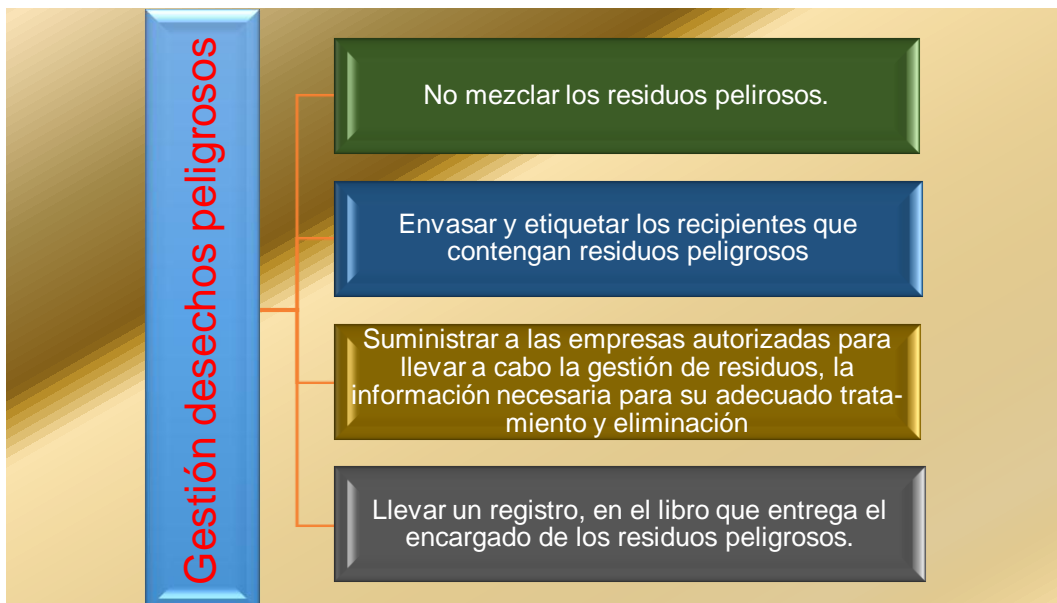 Gestión desechos peligrosos
No mezclar los residuos pelirosos.
Envasar y etiquetar los recipientes que
contengan residuos peligrosos
Suministrar a las empresas autorizadas para
llevar a cabo la gestión de residuos, la
información necesaria para su adecuado trata-
miento y eliminación
Llevar un registro, en el libro que entrega el
encargado de los residuos peligrosos.